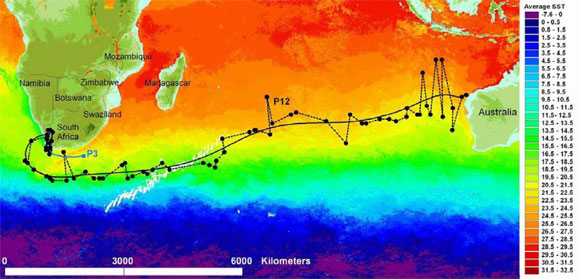 Mozambique
Madagascar
Namibia
Zimbabwe
Botswana
Swaziland
South
Africa
P3
P12
Australia
0
3000
6000
Kilometers
Average SST
-7.6 - 0
0 - 0.5
0.5 - 1.5
1.5 - 2.5
2.5 - 3.5
3.5 - 4.5
4.5 - 5.5
5.5 - 6.5
6.5 - 7.5
7.5 - 8.5
8.5 - 9.5
9.5 - 10.5
10.5 - 11.5
11.5 - 12.5
12.5 - 13.5
13.5 - 14.5
14.5 - 15.5
15.5 - 16.5
16.5 - 17.5
17.5 - 18.5
18.5 - 19.5
19.5 - 20.5
20.5 - 21.5
21.5 - 22.5
22.5 - 23.5
23.5 - 24.5
24.5 - 25.5
25.5 - 26.5
26.5 - 27.5
27.5 - 28.5
28.5 - 29.5
29.5 - 30.5
30.5 - 31.5
31.5 - 32.5